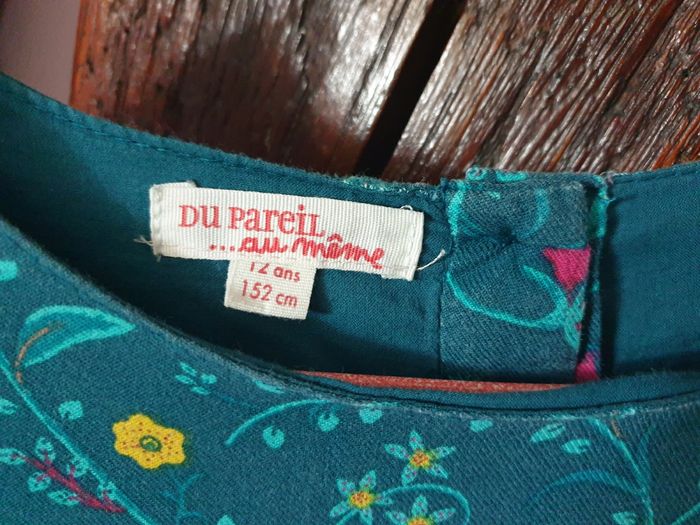 Du Pareil
...au même
12 ans
152 cm